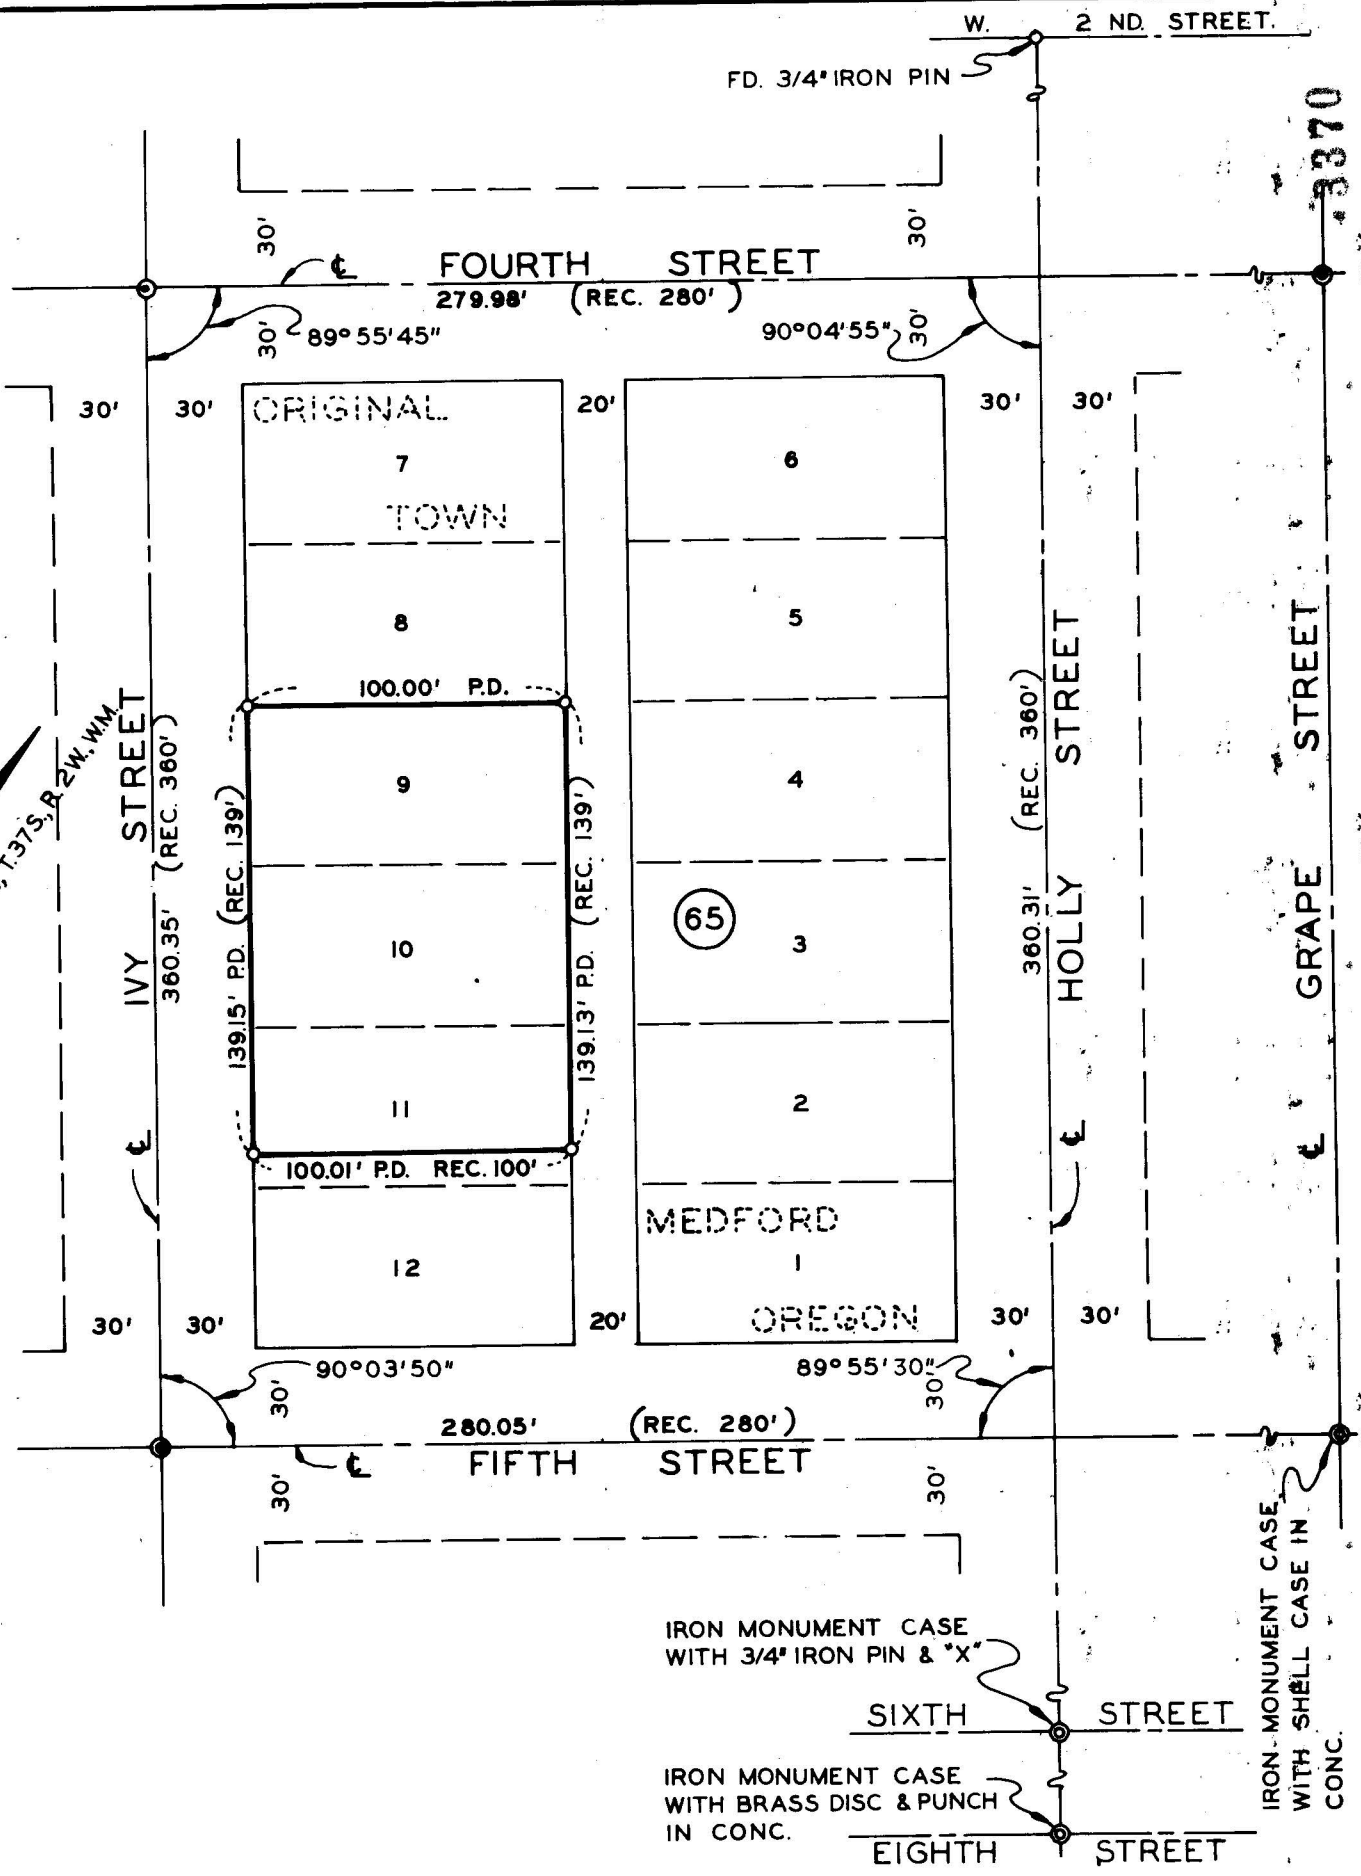 W. 2 ND. STREET.
FD. 3/4" IRON PIN
3370
30' 30'
℄ FOURTH STREET
279.98' (REC. 280')
30' 89°55'45" 90°04'55" 30'
30' 30' ORIGINAL 20' 30' 30'
7 6
TOWN
8 5
100.00' P.D.
T.37S., R.2W., W.M.
IVY STREET
360.35' (REC. 360')
139.15' P.D. (REC. 139')
139.13' P.D. (REC. 139')
9 4
65
10 3
11 2
360.31' (REC. 360')
HOLLY STREET
GRAPE STREET
℄ ℄ ℄
100.01' P.D. REC. 100'
MEDFORD
12 1
30' 30' 20' OREGON 30' 30'
90°03'50" 89°55'30"
30' 30'
280.05' (REC. 280')
℄ FIFTH STREET
30' 30'
IRON MONUMENT CASE
WITH SHELL CASE IN
CONC.
IRON MONUMENT CASE
WITH 3/4" IRON PIN & "X"
SIXTH STREET
IRON MONUMENT CASE
WITH BRASS DISC & PUNCH
IN CONC.
EIGHTH STREET